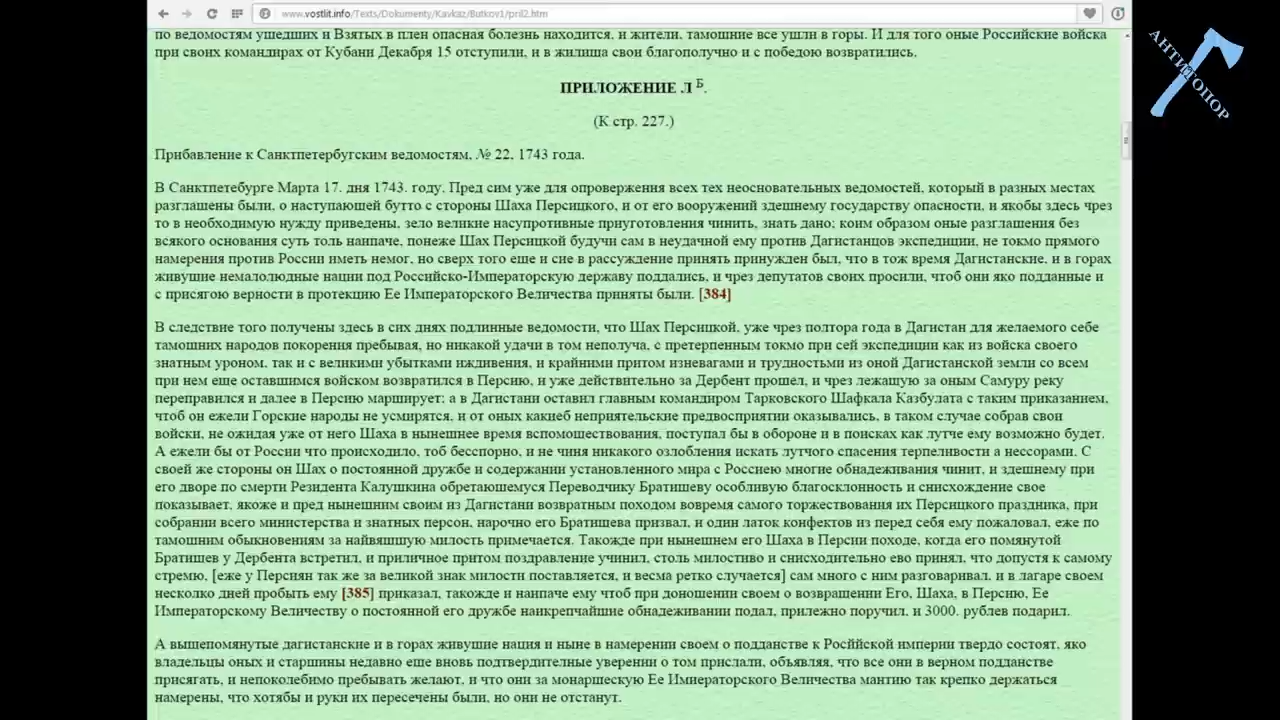 www.vostlit.info/Texts/Dokumenty/Kavkaz/Butkov1/pril2.htm
АНТИТОПОР
по ведомостям ушедших и Взятых в плен опасная болезнь находится, и жители, тамошние все ушли в горы. И для того оные Российские войска
при своих командирах от Кубани Декабря 15 отступили, и в жилища свои благополучно и с победою возвратились.
ПРИЛОЖЕНИЕ Л Б.
(К стр. 227.)
Прибавление к Санктпетербугским ведомостям, № 22, 1743 года.
В Санктпетебурге Марта 17. дня 1743. году. Пред сим уже для опровержения всех тех неосновательных ведомостей, который в разных местах
разглашены были, о наступающей бутто с стороны Шаха Персицкого, и от его вооружений здешнему государству опасности, и якобы здесь чрез
то в необходимую нужду приведены, зело великие насупротивные приуготовления чинить, знать дано; коим образом оные разглашения без
всякого основания суть толь наипаче, понеже Шах Персицкой будучи сам в неудачной ему против Дагистанцов экспедиции, не токмо прямого
намерения против России иметь немог, но сверх того еще и сие в рассуждение принять принужден был, что в тож время Дагистанские, и в горах
живущие немалолюдные нации под Российско-Императорскую державу поддались, и чрез депутатов своих просили, чтоб они яко подданные и
с присягою верности в протекцию Ее Императорского Величества приняты были. [384]
В следствие того получены здесь в сих днях подлинные ведомости, что Шах Персицкой, уже чрез полтора года в Дагистан для желаемого себе
тамошних народов покорения пребывая, но никакой удачи в том неполуча, с претерпенным токмо при сей экспедиции как из войска своего
знатным уроном, так и с великими убытками иждивения, и крайними притом изневагами и трудностьми из оной Дагистанской земли со всем
при нем еще оставшимся войском возвратился в Персию, и уже действительно за Дербент прошел, и чрез лежащую за оным Самуру реку
переправился и далее в Персию марширует; а в Дагистани оставил главным командиром Тарковского Шафкала Казбулата с таким приказанием,
чтоб он ежели Горские народы не усмирятся, и от оных какиеб неприятельские предвосприятии оказывались, в таком случае собрав свои
войски, не ожидая уже от него Шаха в нынешнее время вспомоществования, поступал бы в обороне и в поисках как лутче ему возможно будет.
А ежели бы от России что происходило, тоб бесспорно, и не чиня никакого озлобления искать лутчого спасения терпеливости а нессорами. С
своей же стороны он Шах о постоянной дружбе и содержании установленного мира с Россиею многие обнадеживания чинит, и здешнему при
его дворе по смерти Резидента Калушкина обретающемуся Переводчику Братищеву особливую благосклонность и снисхождение свое
показывает, якоже и пред нынешним своим из Дагистани возвратным походом вовремя самого торжествования их Персицкого праздника, при
собрании всего министерства и знатных персон, нарочно его Братищева призвал, и один латок конфектов из перед себя ему пожаловал, еже по
тамошним обыкновениям за найвящшую милость примечается. Такожде при нынешнем его Шаха в Персии походе, когда его помянутой
Братищев у Дербента встретил, и приличное притом поздравление учинил, столь милостиво и снисходительно ево принял, что допустя к самому
стремю, [еже у Персиян так же за великой знак милости поставляется, и весма ретко случается] сам много с ним разговаривал, и в лагаре своем
несколко дней пробыть ему [385] приказал, такожде и наипаче ему чтоб при доношении своем о возвращении Его, Шаха, в Персию, Ее
Императорскому Величеству о постоянной его дружбе наикрепчайшие обнадеживании подал, прилежно поручил, и 3000. рублев подарил.
А вышепомянутые дагистанские и в горах живущие нация и ныне в намерении своем о подданстве к Росййской империи твердо состоят, яко
владельцы оных и старшины недавно еще вновь подтвердительные уверении о том прислали, объявляя, что все они в верном подданстве
присягать, и непоколебимо пребывать желают, и что они за монаршескую Ее Имиераторского Величества мантию так крепко держаться
намерены, что хотябы и руки их пересечены были, но они не отстанут.